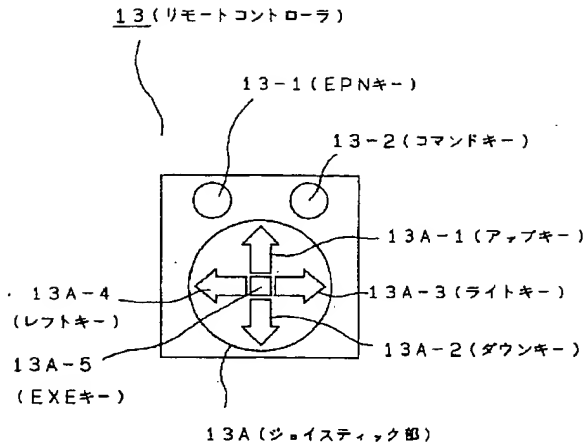 13(リモートコントローラ)
13-1(EPNキー)
13-2(コマンドキー)
13A-1(アップキー)
13A-4
(レフトキー)
13A-3(ライトキー)
13A-5
(EXEキー)
13A-2(ダウンキー)
13A(ジョイスティック部)